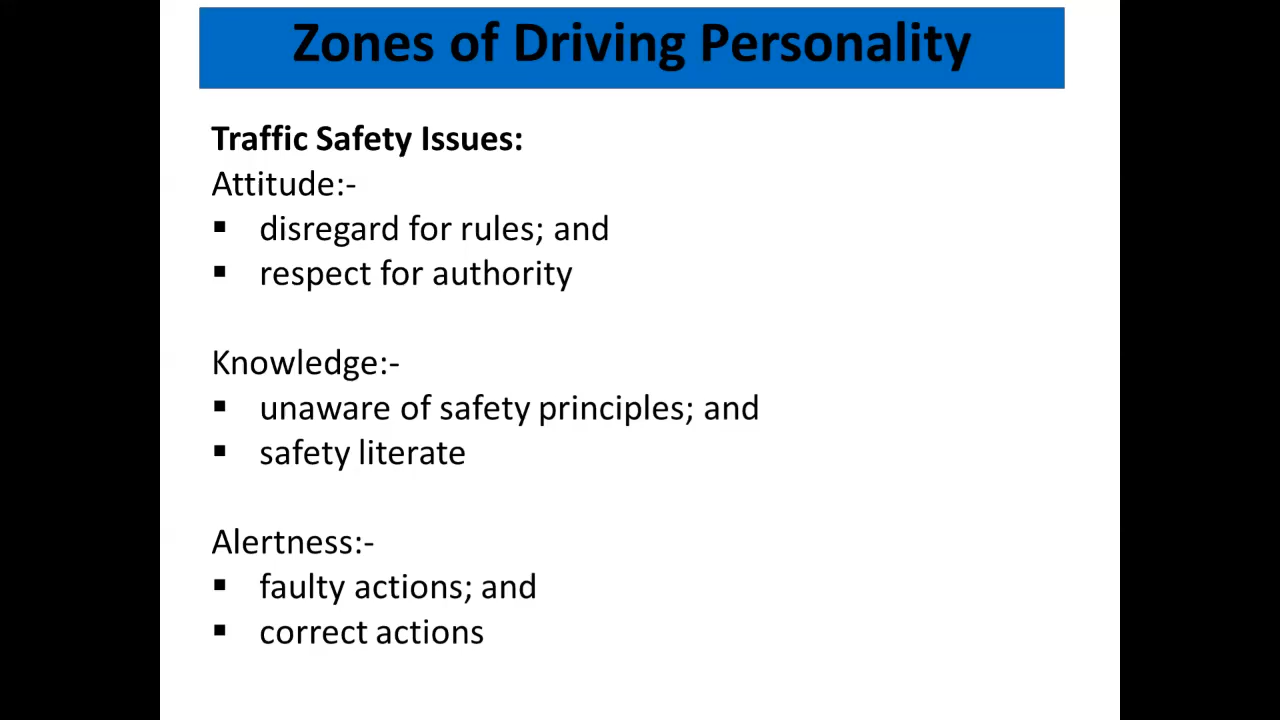 Zones of Driving Personality
Traffic Safety Issues:
Attitude:-
▪ disregard for rules; and
▪ respect for authority
Knowledge:-
▪ unaware of safety principles; and
▪ safety literate
Alertness:-
▪ faulty actions; and
▪ correct actions